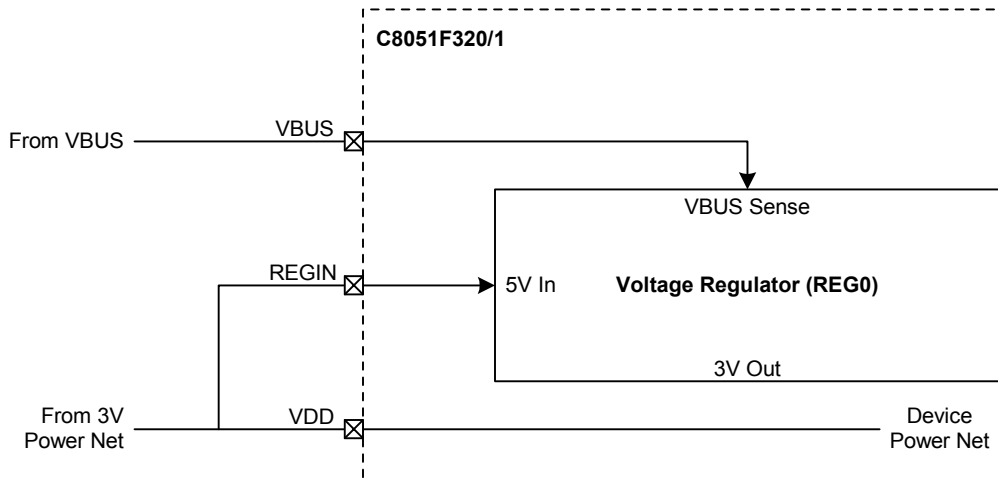 C8051F320/1
From VBUS
VBUS
VBUS Sense
REGIN
5V In
Voltage Regulator (REG0)
3V Out
From 3V
Power Net
VDD
Device
Power Net